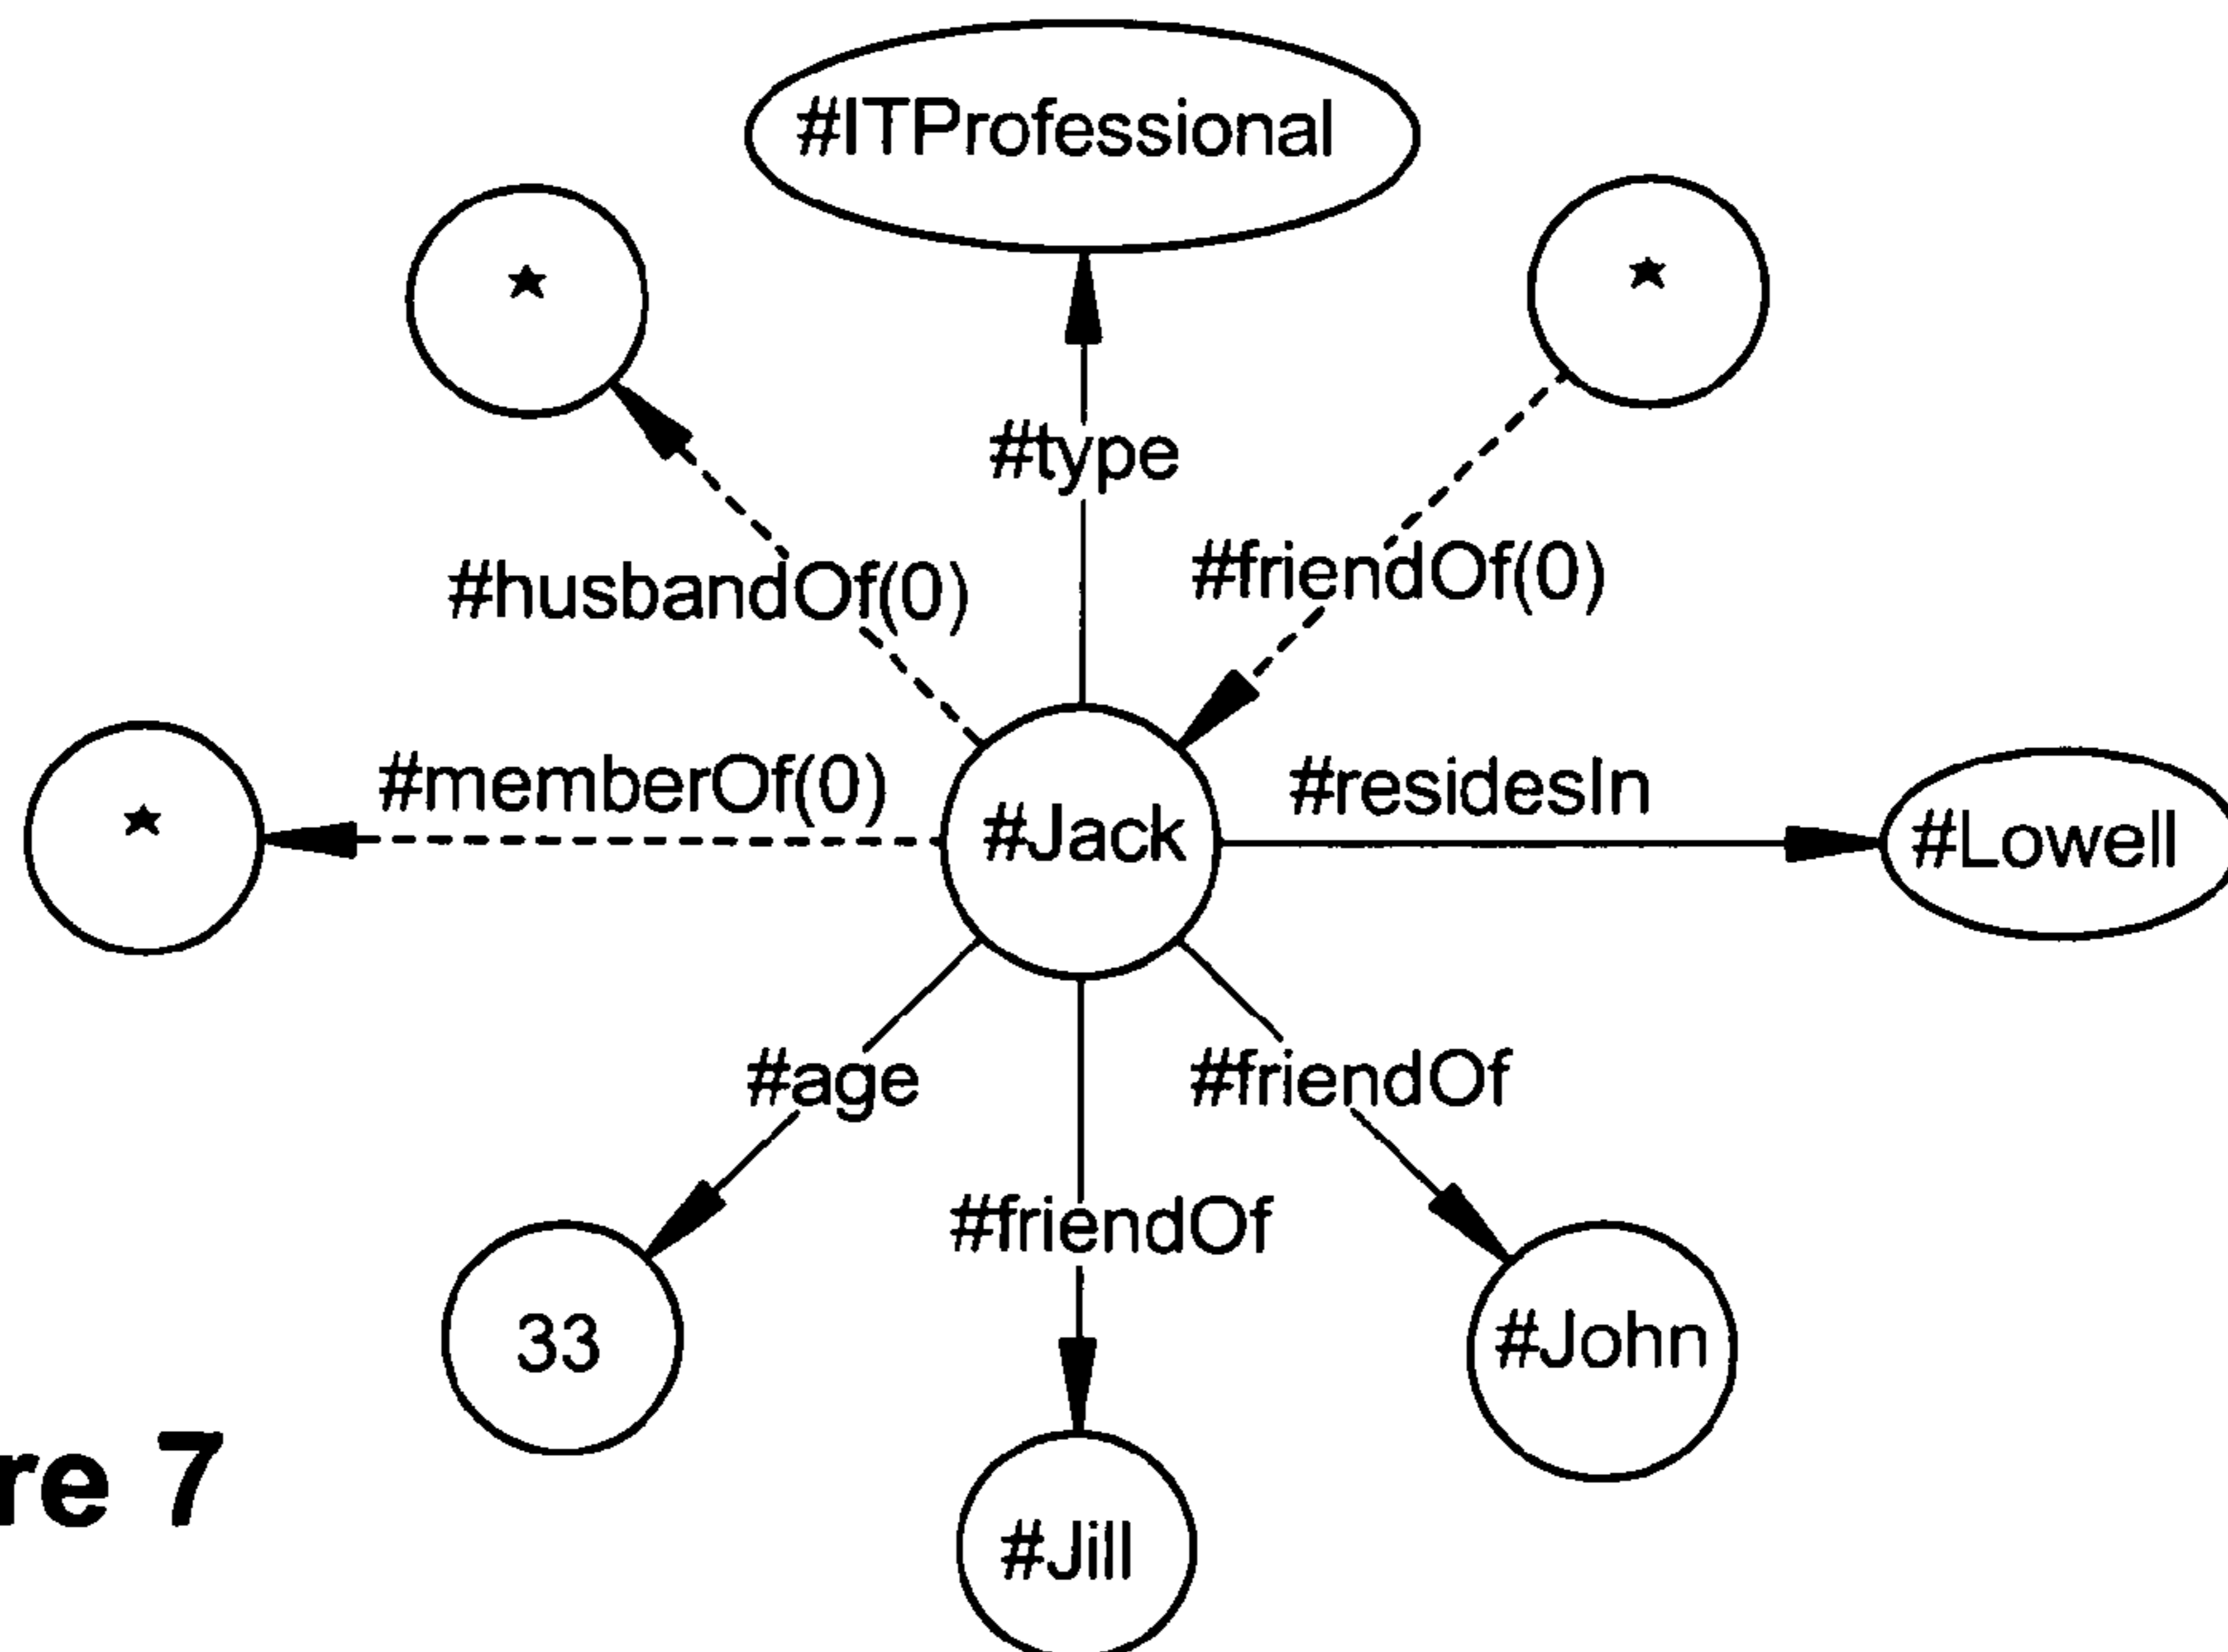 #ITProfessional
*
*
#type
#husbandOf(0)
#friendOf(0)
#memberOf(0)
#residesIn
*
#Jack
#Lowell
#age
#friendOf
#friendOf
33
#John
re 7
#Jill